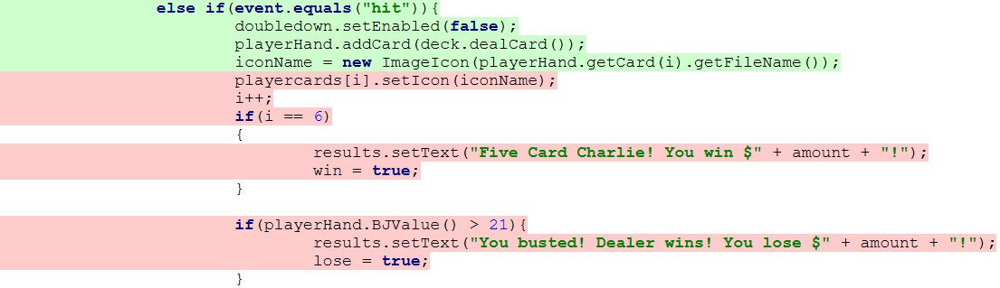 else if(event.equals("hit")){
doubledown.setEnabled(false);
playerHand.addCard(deck.dealCard());
iconName = new ImageIcon(playerHand.getCard(i).getFileName());
playercards[i].setIcon(iconName);
i++;
if(i == 6)
{
results.setText("Five Card Charlie! You win $" + amount + "!");
win = true;
}
if(playerHand.BJValue() > 21){
results.setText("You busted! Dealer wins! You lose $" + amount + "!");
lose = true;
}